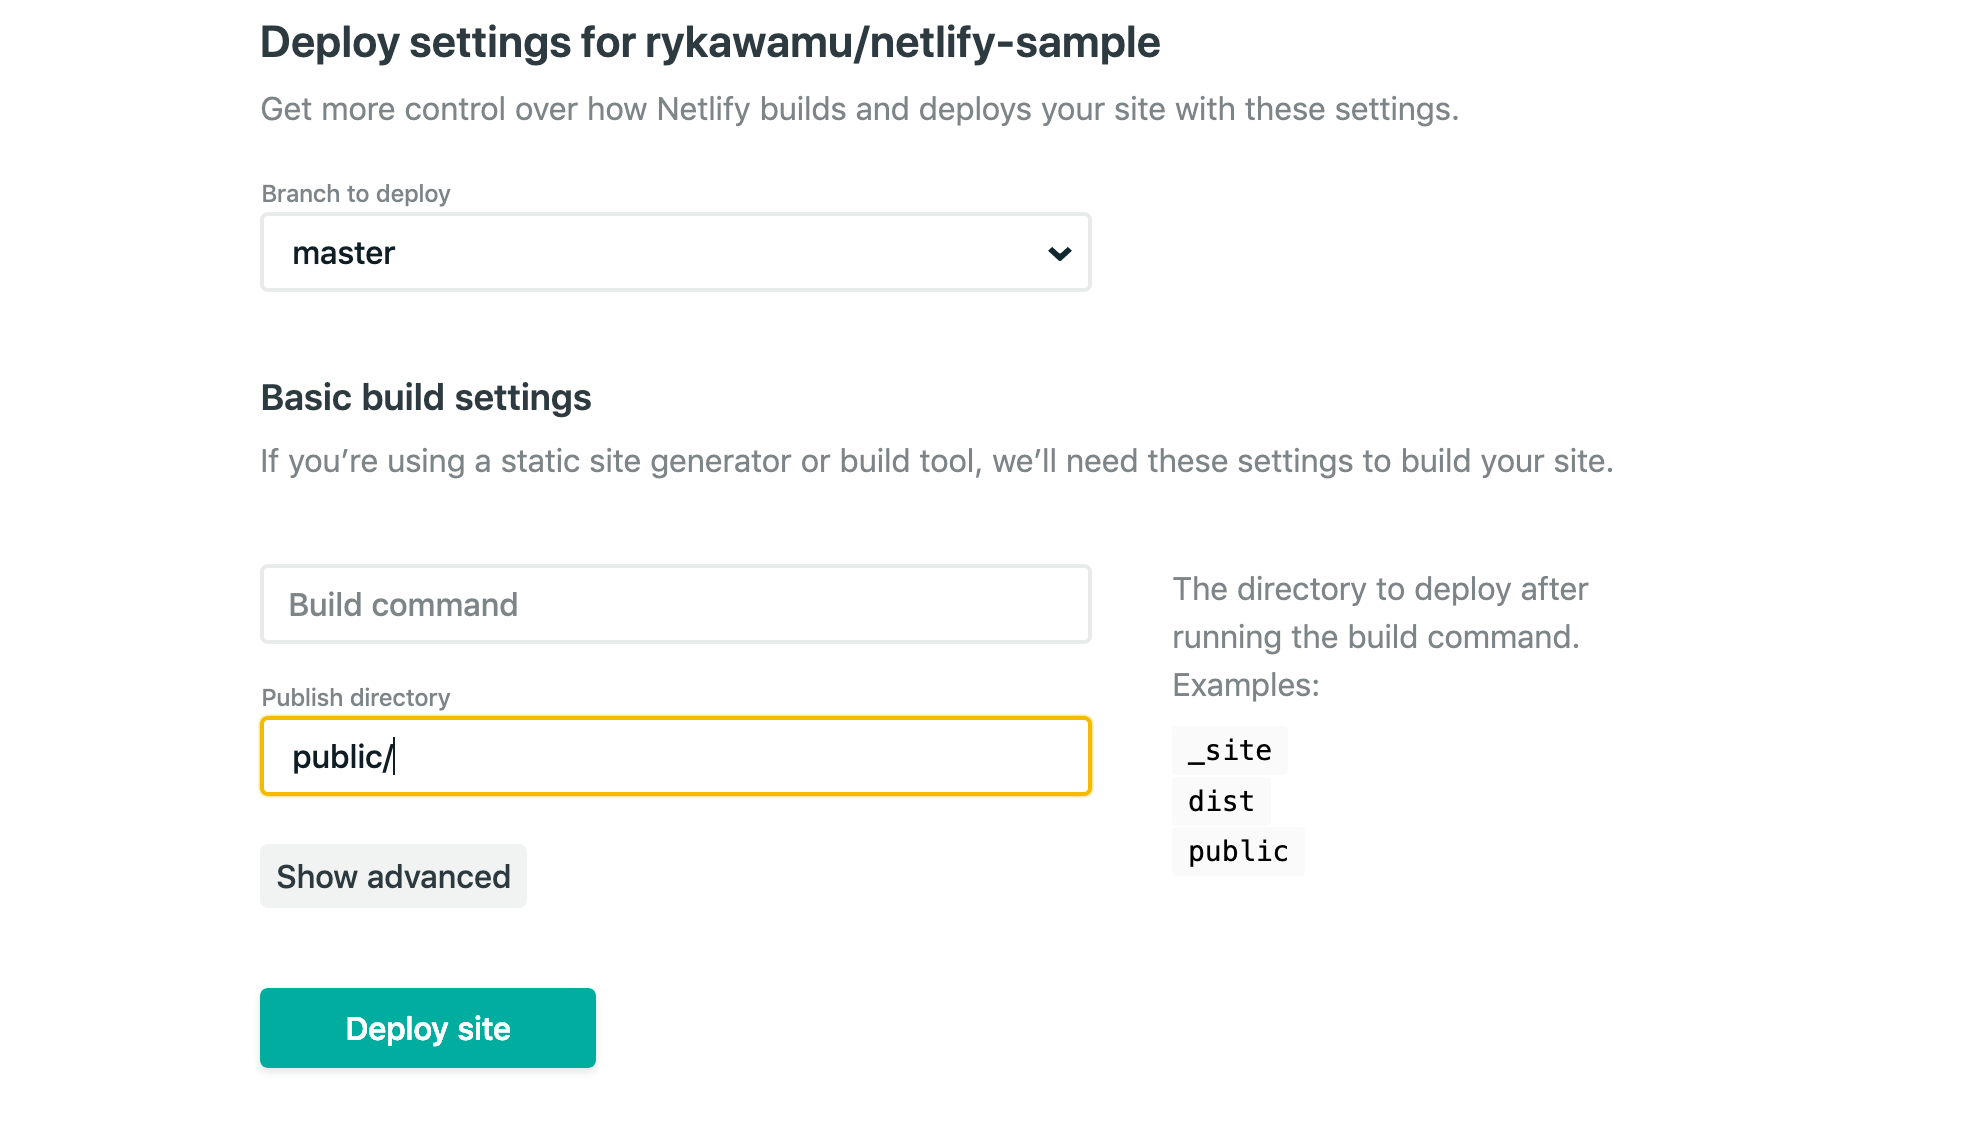 Deploy settings for rykawamu/netlify-sample
Get more control over how Netlify builds and deploys your site with these settings.
Branch to deploy
master
Basic build settings
If you’re using a static site generator or build tool, we’ll need these settings to build your site.
Build command
Publish directory
public/
Show advanced
Deploy site
The directory to deploy after
running the build command.
Examples:
_site
dist
public